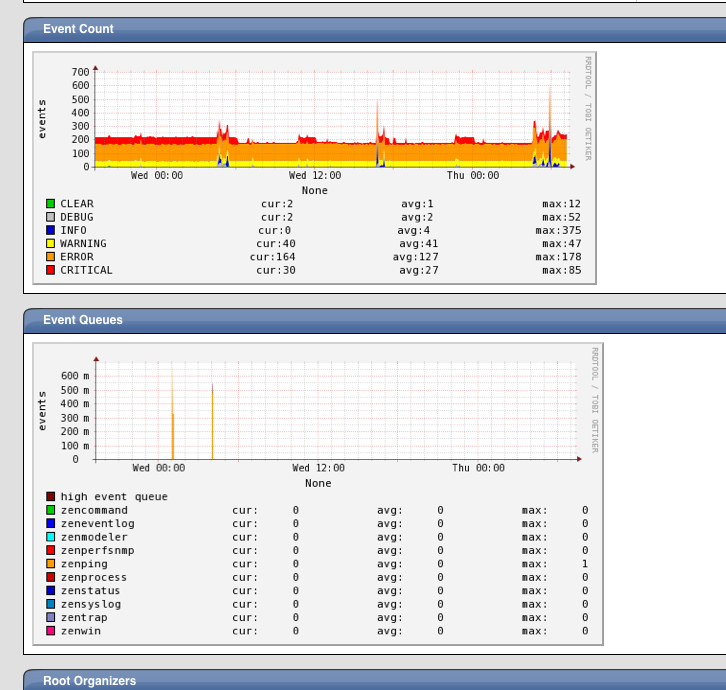 Event Count
RRDTOOL / TOBI OETIKER
events
700
600
500
400
300
200
100
0
Wed 00:00 Wed 12:00 Thu 00:00
None
CLEAR cur:2 avg:1 max:12
DEBUG cur:2 avg:2 max:52
INFO cur:0 avg:4 max:375
WARNING cur:40 avg:41 max:47
ERROR cur:164 avg:127 max:178
CRITICAL cur:30 avg:27 max:85
Event Queues
RRDTOOL / TOBI OETIKER
events
600 m
500 m
400 m
300 m
200 m
100 m
0
Wed 00:00 Wed 12:00 Thu 00:00
None
high event queue
zencommand cur: 0 avg: 0 max: 0
zeneventlog cur: 0 avg: 0 max: 0
zenmodeler cur: 0 avg: 0 max: 0
zenperfsnmp cur: 0 avg: 0 max: 0
zenping cur: 0 avg: 0 max: 1
zenprocess cur: 0 avg: 0 max: 0
zenstatus cur: 0 avg: 0 max: 0
zensyslog cur: 0 avg: 0 max: 0
zentrap cur: 0 avg: 0 max: 0
zenwin cur: 0 avg: 0 max: 0
Root Organizers